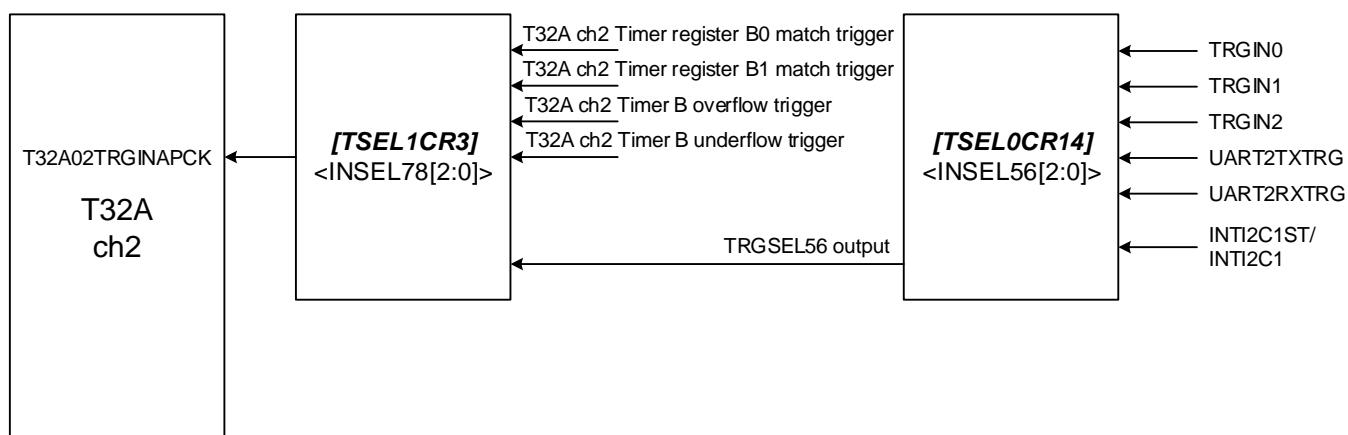 T32A02TRGINAPCK
T32A
ch2
[TSEL1CR3]
<INSEL78[2:0]>
T32A ch2 Timer register B0 match trigger
T32A ch2 Timer register B1 match trigger
T32A ch2 Timer B overflow trigger
T32A ch2 Timer B underflow trigger
TRGSEL56 output
[TSEL0CR14]
<INSEL56[2:0]>
TRGIN0
TRGIN1
TRGIN2
UART2TXTRG
UART2RXTRG
INTI2C1ST/
INTI2C1